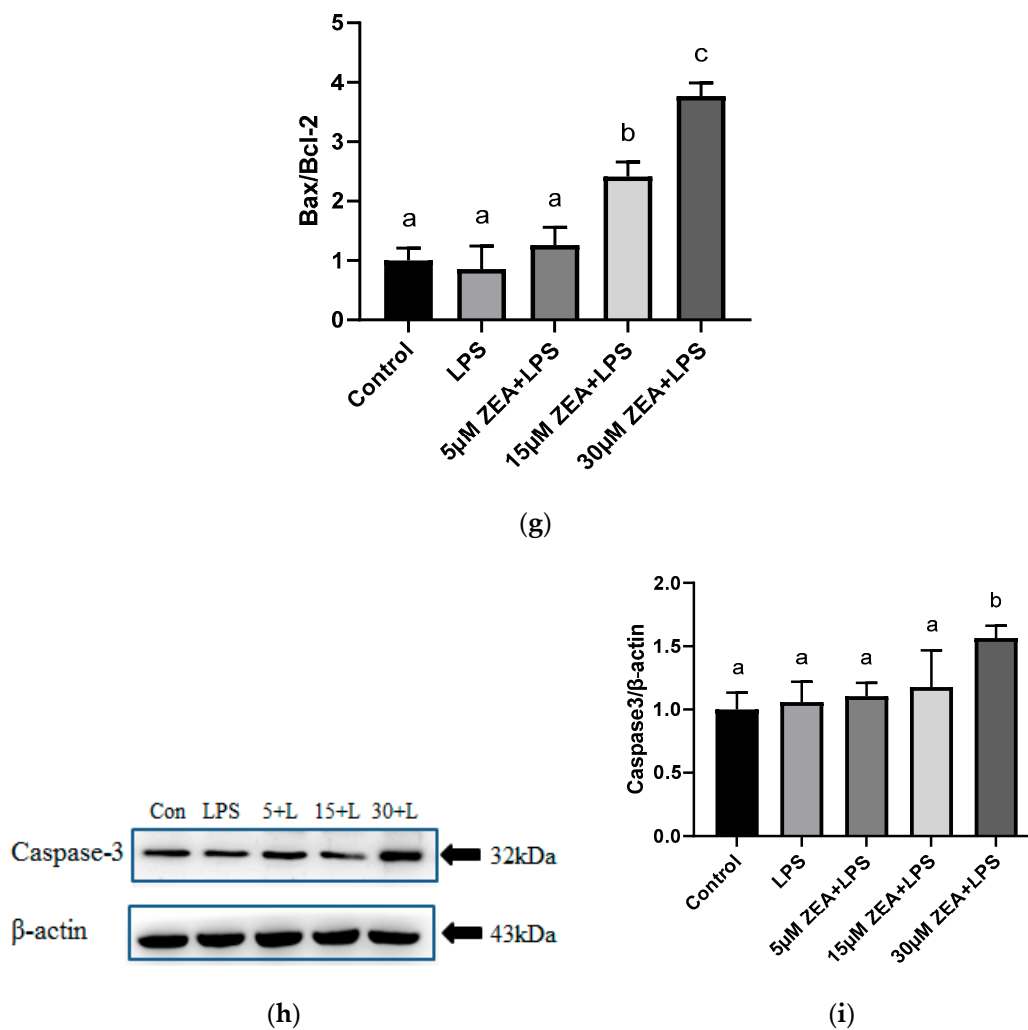 5
4
3
2
1
0
Bax/Bcl-2
a
a
a
b
c
Control
LPS
5μM ZEA+LPS
15μM ZEA+LPS
30μM ZEA+LPS
(g)
Con LPS 5+L 15+L 30+L
Caspase-3 32kDa
β-actin 43kDa
(h)
2.0
1.5
1.0
0.5
0.0
Caspase3/β-actin
a
a
a
a
b
Control
LPS
5μM ZEA+LPS
15μM ZEA+LPS
30μM ZEA+LPS
(i)